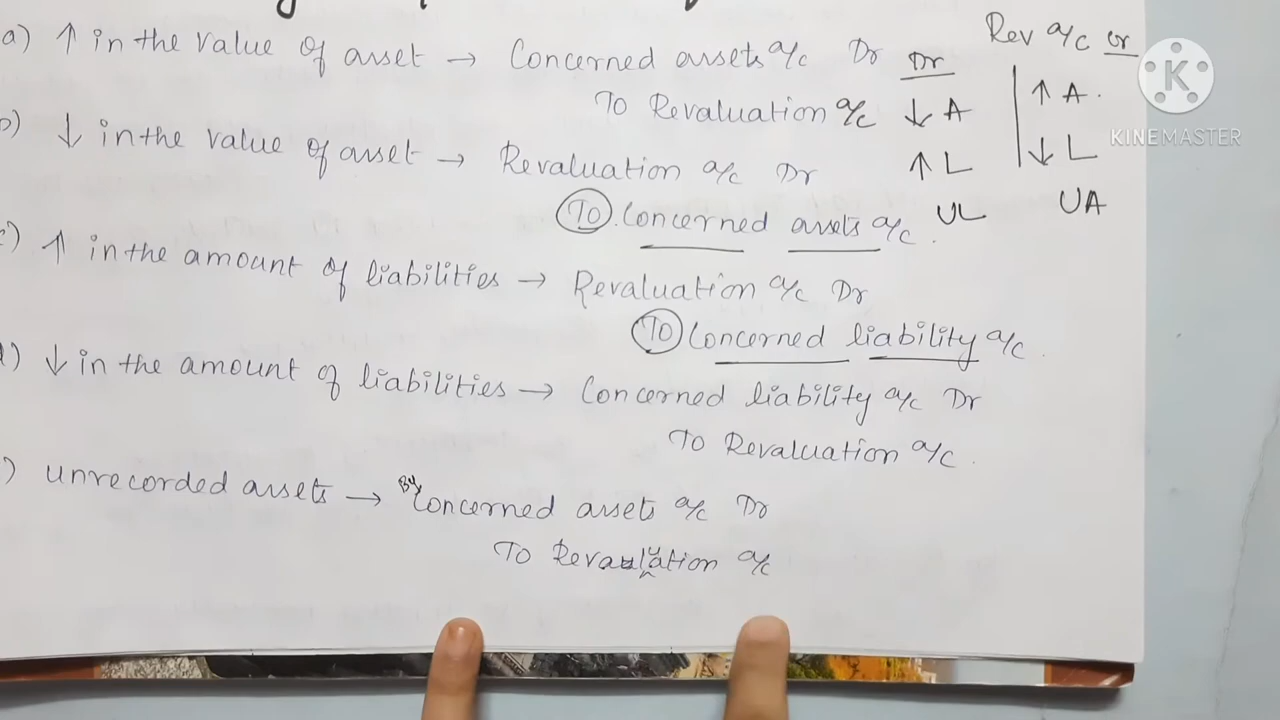 a) ↑ in the value of asset → Concerned assets a/c Dr
To Revaluation a/c
b) ↓ in the value of asset → Revaluation a/c Dr
To Concerned assets a/c.
c) ↑ in the amount of liabilities → Revaluation a/c Dr
To Concerned liability a/c.
d) ↓ in the amount of liabilities → Concerned liability a/c Dr
To Revaluation a/c.
) unrecorded assets → By Concerned assets a/c Dr
To Revaluation a/c
Rev a/c cr
Dr
↓ A ↑ A.
↑ L ↓ L
UL UA
K
KINEMASTER